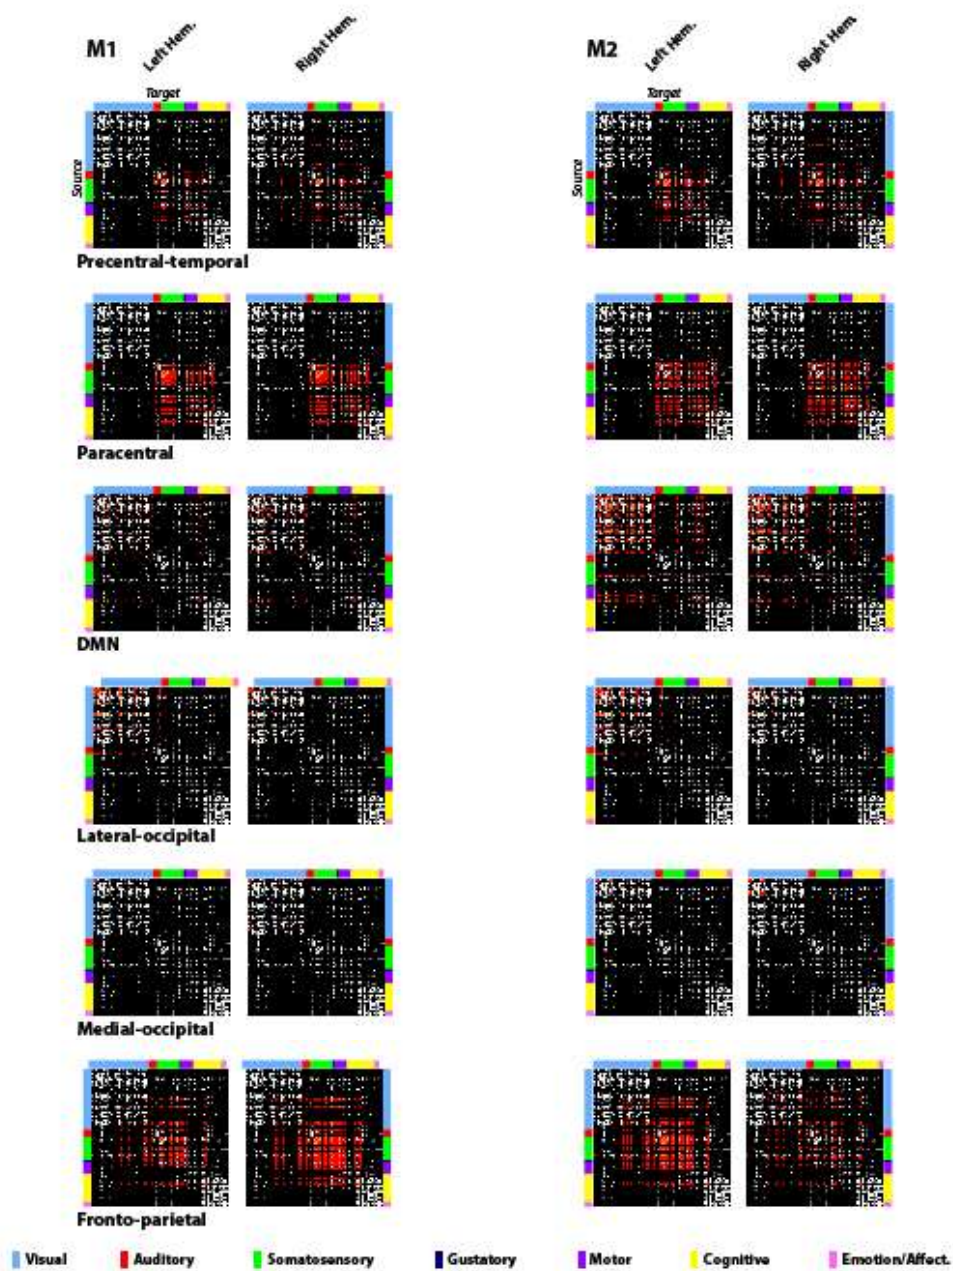 M1
Left Hem.
Right Hem.
M2
Left Hem.
Right Hem.
Target
Target
Source
Source
Precentral-temporal
Paracentral
DMN
Lateral-occipital
Medial-occipital
Fronto-parietal
Visual Auditory Somatosensory Gustatory Motor Cognitive Emotion/Affect.